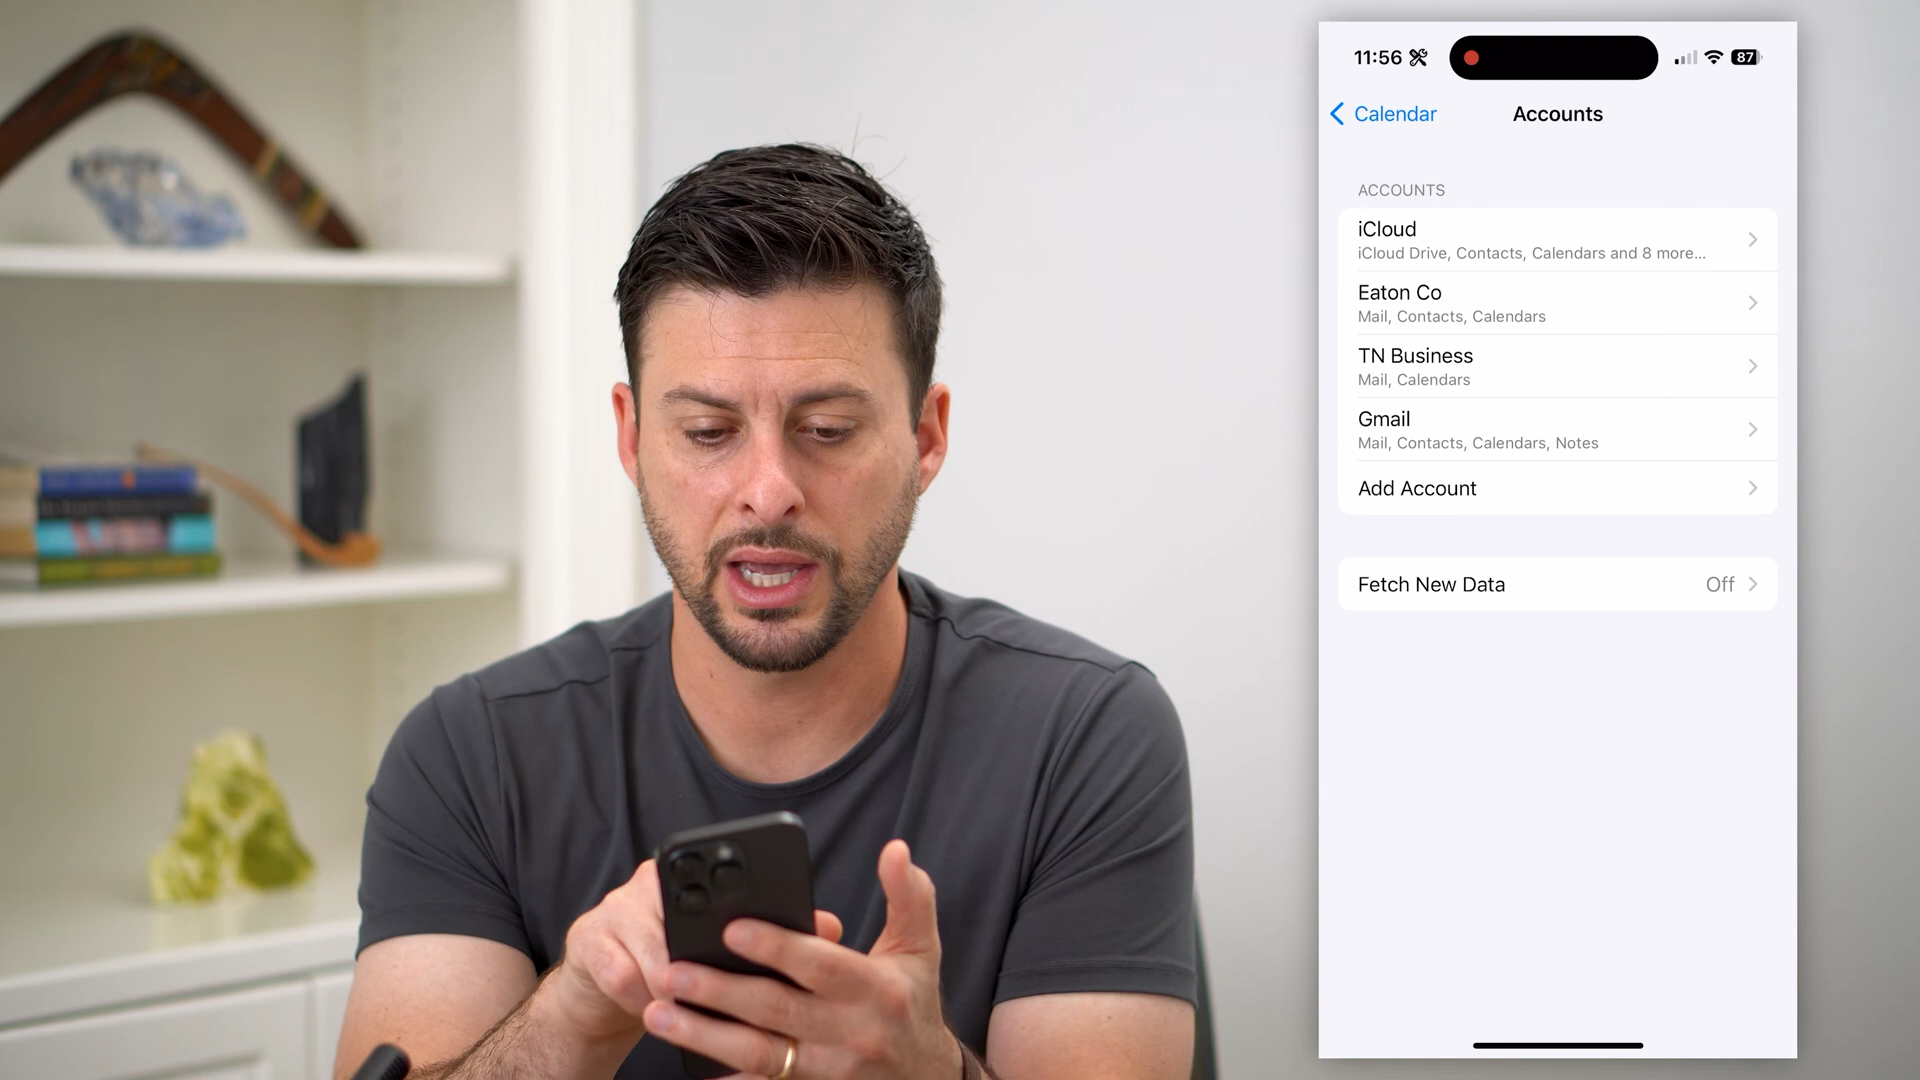 11:56
87
Calendar
Accounts
ACCOUNTS
iCloud
iCloud Drive, Contacts, Calendars and 8 more...
Eaton Co
Mail, Contacts, Calendars
TN Business
Mail, Calendars
Gmail
Mail, Contacts, Calendars, Notes
Add Account
Fetch New Data
Off